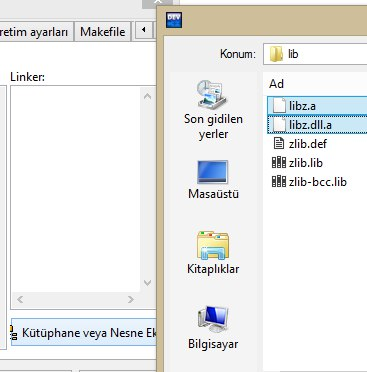 DEV
retim ayarları
Makefile
Konum:
lib
Linker:
Ad
libz.a
libz.dll.a
zlib.def
zlib.lib
zlib-bcc.lib
Son gidilen
yerler
Masaüstü
Kitaplıklar
Bilgisayar
Kütüphane veya Nesne Ek